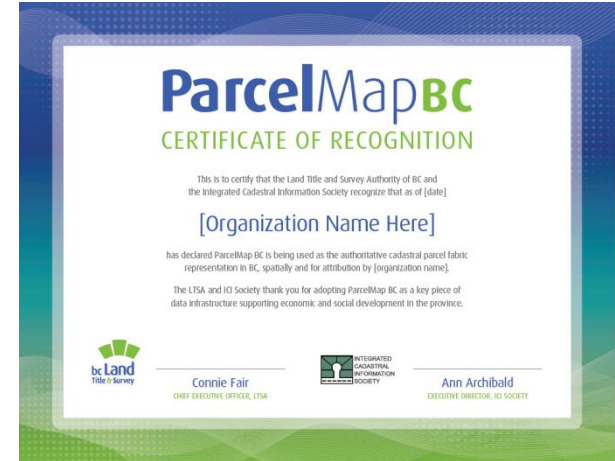 ParcelMapBC
CERTIFICATE OF RECOGNITION
This is to certify that the Land Title and Survey Authority of BC and
the Integrated Cadastral Information Society recognize that as of [date]
[Organization Name Here]
has declared ParcelMap BC is being used as the authoritative cadastral parcel fabric
representation in BC, spatially and for attribution by [organization name].
The LTSA and ICI Society thank you for adopting ParcelMap BC as a key piece of
data infrastructure supporting economic and social development in the province.
bc Land
Title & Survey
Connie Fair
CHIEF EXECUTIVE OFFICER, LTSA
INTEGRATED
CADASTRAL
INFORMATION
SOCIETY
Ann Archibald
EXECUTIVE DIRECTOR, ICI SOCIETY